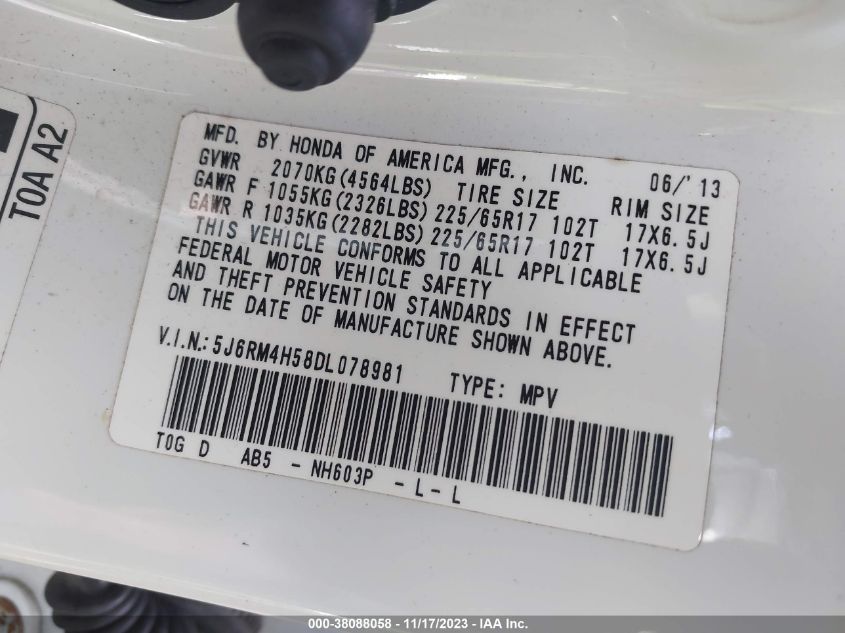 T0A A2
MFD. BY HONDA OF AMERICA MFG., INC. 06/'13
GVWR 2070KG(4564LBS) TIRE SIZE RIM SIZE
GAWR F 1055KG(2326LBS) 225/65R17 102T 17X6.5J
GAWR R 1035KG(2282LBS) 225/65R17 102T 17X6.5J
THIS VEHICLE CONFORMS TO ALL APPLICABLE
FEDERAL MOTOR VEHICLE SAFETY
AND THEFT PREVENTION STANDARDS IN EFFECT
ON THE DATE OF MANUFACTURE SHOWN ABOVE.
V.I.N.: 5J6RM4H58DL078981 TYPE: MPV
T0G D AB5 - NH603P - L - L
000-38088058 - 11/17/2023 - IAA Inc.